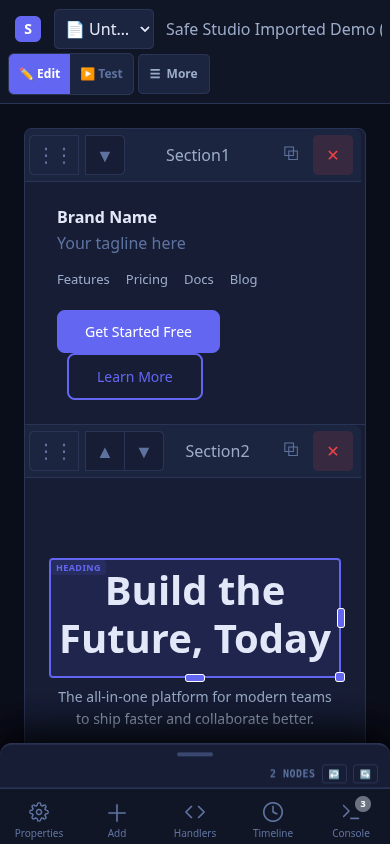 S Unt... Safe Studio Imported Demo (
Edit Test More
Section1
Brand Name
Your tagline here
Features Pricing Docs Blog
Get Started Free
Learn More
Section2
HEADING
Build the
Future, Today
The all-in-one platform for modern teams
to ship faster and collaborate better.
2 NODES
3
Properties Add Handlers Timeline Console